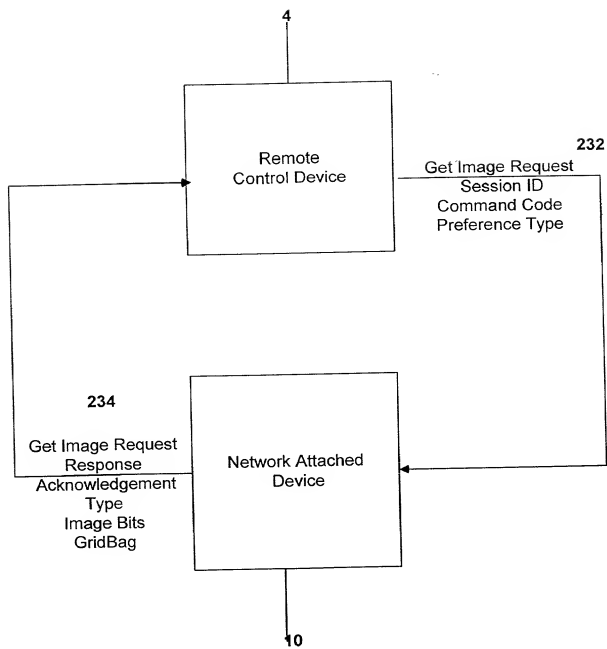 4
Remote
Control Device
232
Get Image Request
Session ID
Command Code
Preference Type
234
Get Image Request
Response
Acknowledgement
Type
Image Bits
GridBag
Network Attached
Device
10